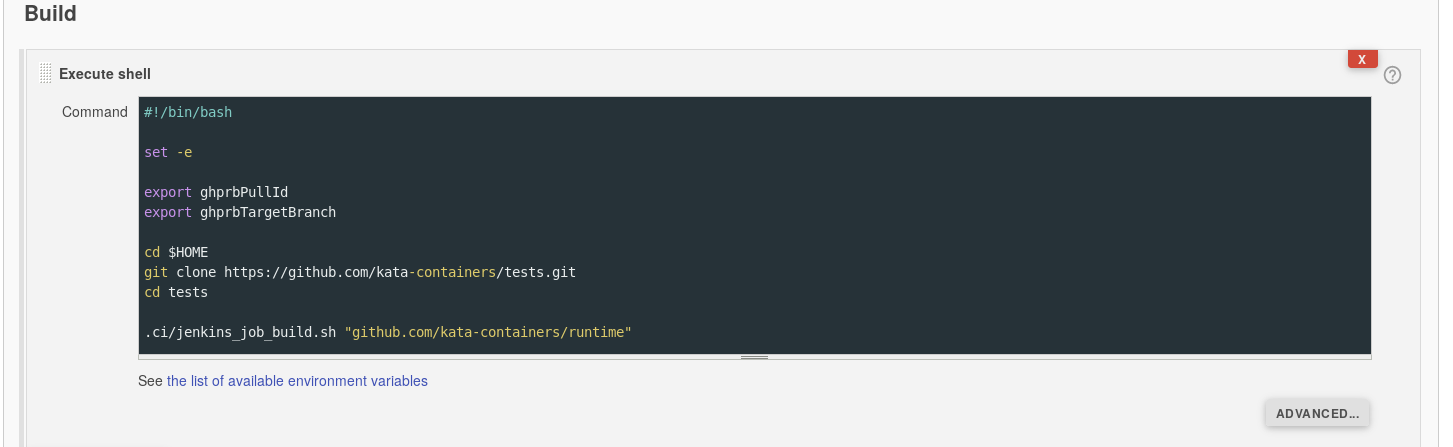 Build
X
Execute shell
?
Command
#!/bin/bash
set -e
export ghprbPullId
export ghprbTargetBranch
cd $HOME
git clone https://github.com/kata-containers/tests.git
cd tests
.ci/jenkins_job_build.sh "github.com/kata-containers/runtime"
See the list of available environment variables
ADVANCED...